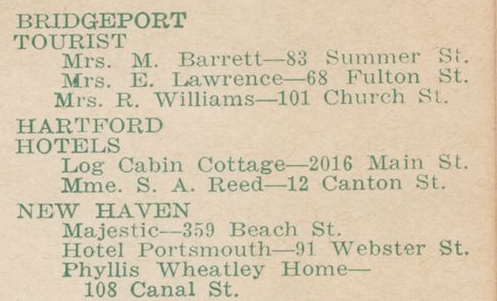 BRIDGEPORT
TOURIST
Mrs. M. Barrett—83 Summer St.
Mrs. E. Lawrence—68 Fulton St.
Mrs. R. Williams—101 Church St.
HARTFORD
HOTELS
Log Cabin Cottage—2016 Main St.
Mme. S. A. Reed—12 Canton St.
NEW HAVEN
Majestic—359 Beach St.
Hotel Portsmouth—91 Webster St.
Phyllis Wheatley Home—
108 Canal St.